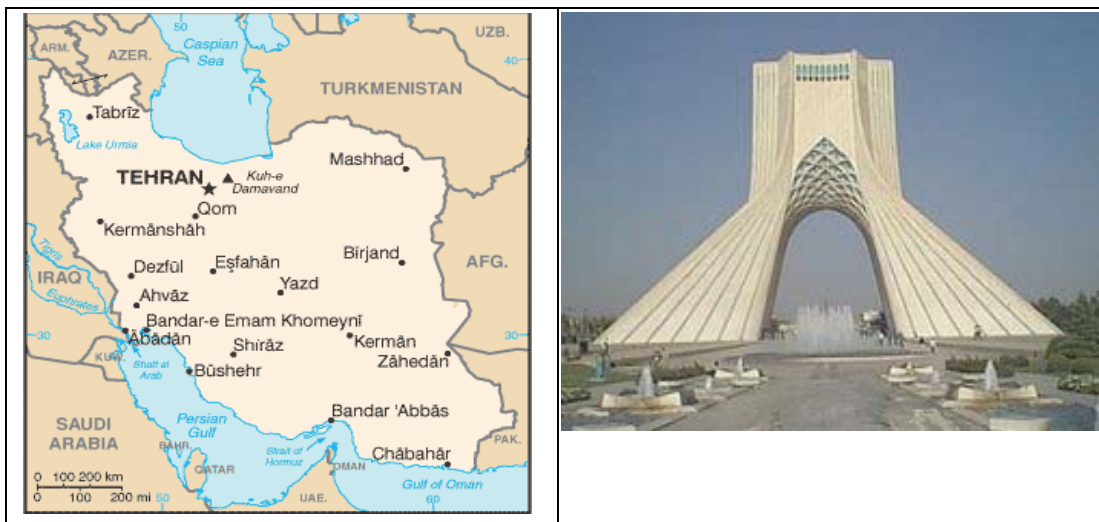 50
Caspian
Sea
UZB.
ARM.
AZER.
40
TURKMENISTAN
Tabrīz
Lake Urmia
Mashhad
TEHRAN
Kuh-e
Damavand
Qom
Kermānshāh
Tigris
IRAQ
Euphrates
Dezfūl
Eşfahān
Bīrjand
AFG.
Yazd
Ahvāz
30
Bandar-e Emam Khomeynī
Ābādān
Kermān
30
KUW.
Shatt al
Arab
Shīrāz
Zāhedān
Būshehr
SAUDI
ARABIA
Persian
Gulf
Bandar 'Abbās
BAHR.
QATAR
Strait of
Hormuz
OMAN
PAK.
Chābahār
Gulf of Oman
0 100 200 km
0 100 200 mi
50
UAE.
60